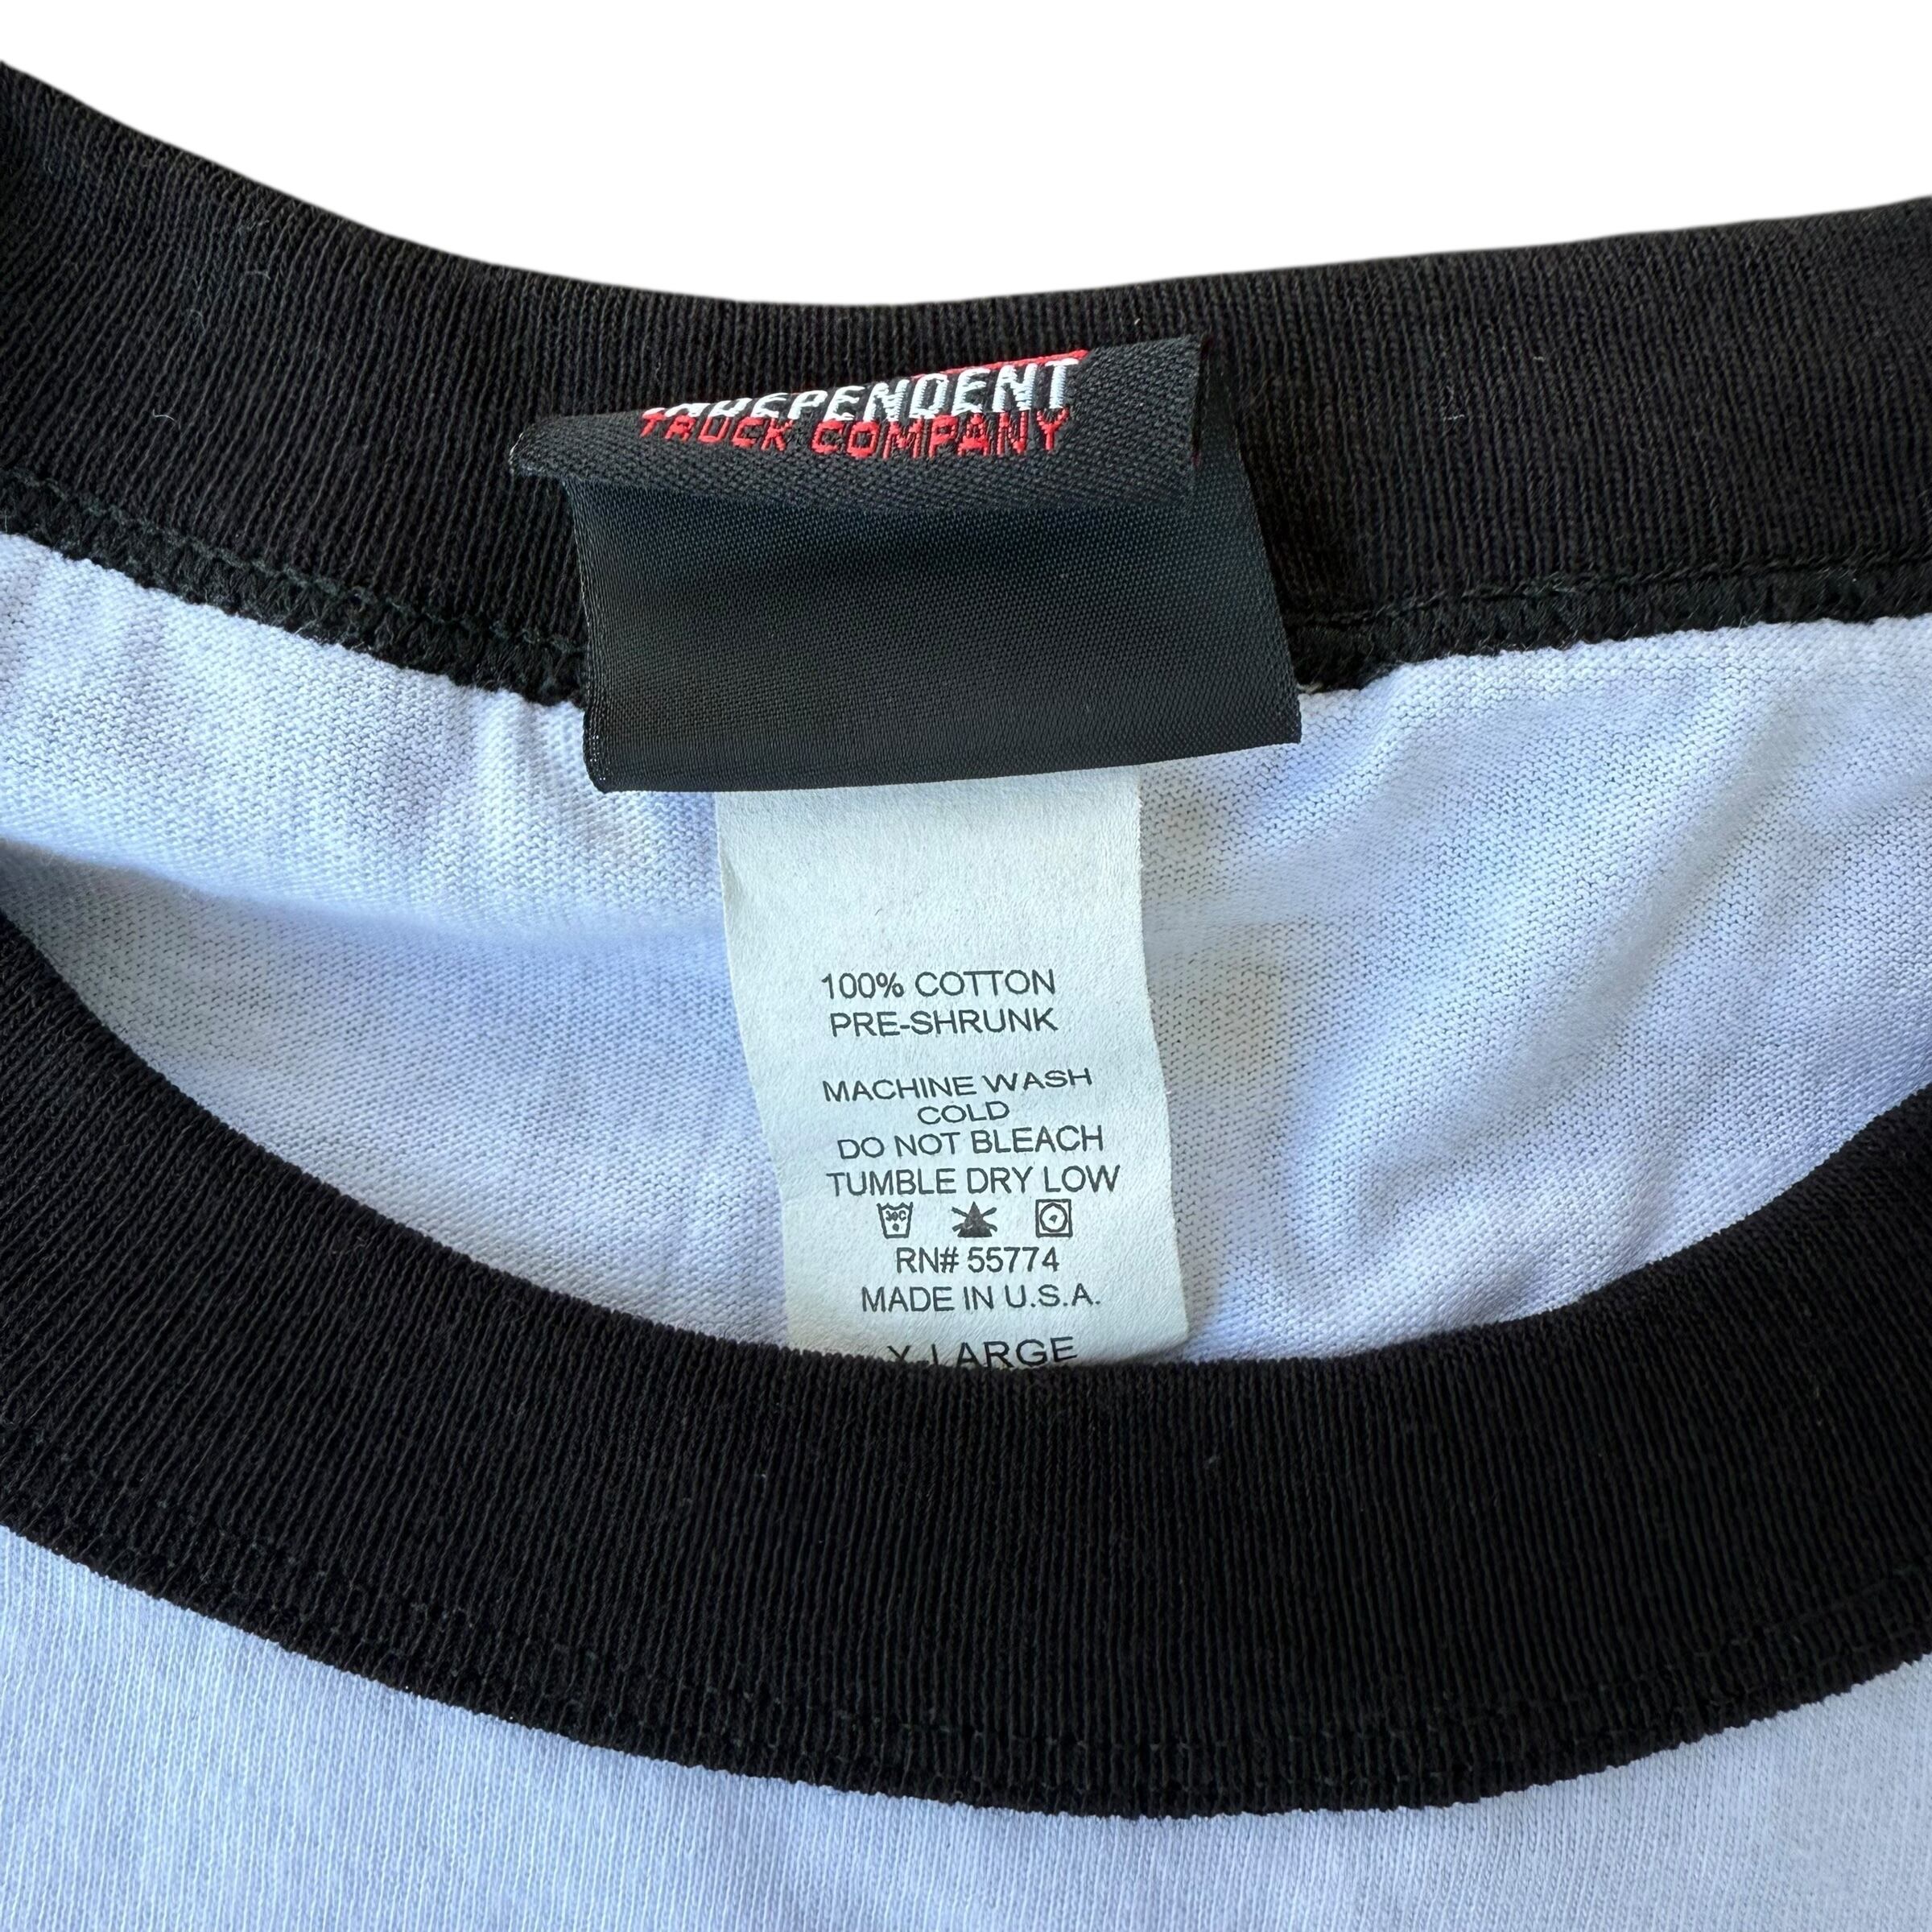 INDEPENDENT
TRUCK COMPANY
100% COTTON
PRE-SHRUNK
MACHINE WASH
COLD
DO NOT BLEACH
TUMBLE DRY LOW
30C
RN# 55774
MADE IN U.S.A.
X-LARGE